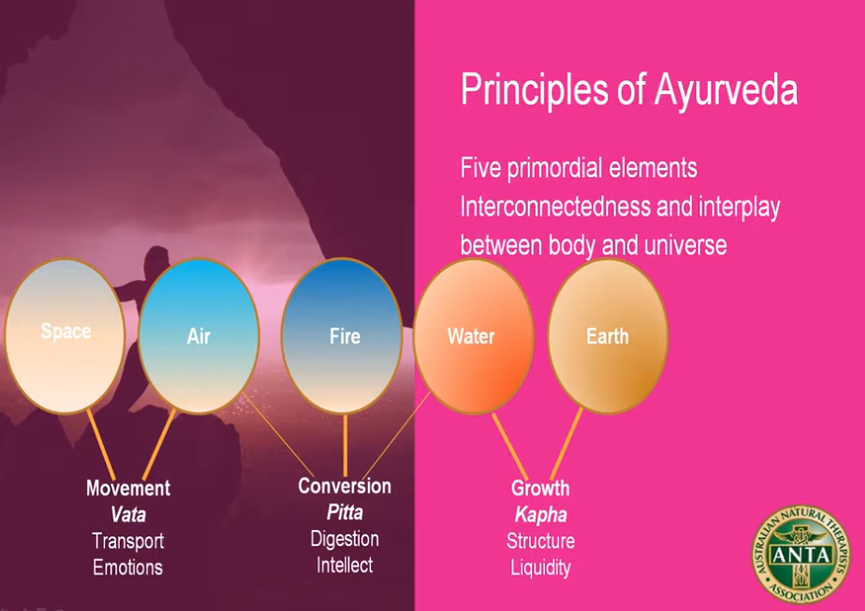 Principles of Ayurveda
Five primordial elements
Interconnectedness and interplay
between body and universe
Space
Air
Fire
Water
Earth
Movement
Vata
Transport
Emotions
Conversion
Pitta
Digestion
Intellect
Growth
Kapha
Structure
Liquidity
AUSTRALIAN NATURAL THERAPISTS
ANTA
ASSOCIATION